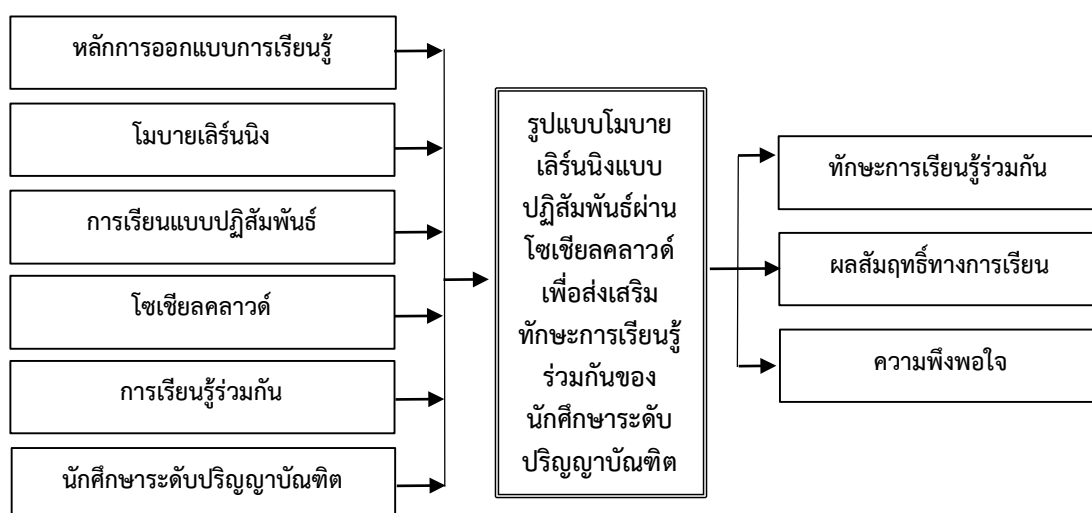 หลักการออกแบบการเรียนรู้
โมบายเลิร์นนิง
การเรียนแบบปฏิสัมพันธ์
โซเชียลคลาวด์
การเรียนรู้ร่วมกัน
นักศึกษาระดับปริญญาบัณฑิต
รูปแบบโมบาย
เลิร์นนิงแบบ
ปฏิสัมพันธ์ผ่าน
โซเชียลคลาวด์
เพื่อส่งเสริม
ทักษะการเรียนรู้
ร่วมกันของ
นักศึกษาระดับ
ปริญญาบัณฑิต
ทักษะการเรียนรู้ร่วมกัน
ผลสัมฤทธิ์ทางการเรียน
ความพึงพอใจ